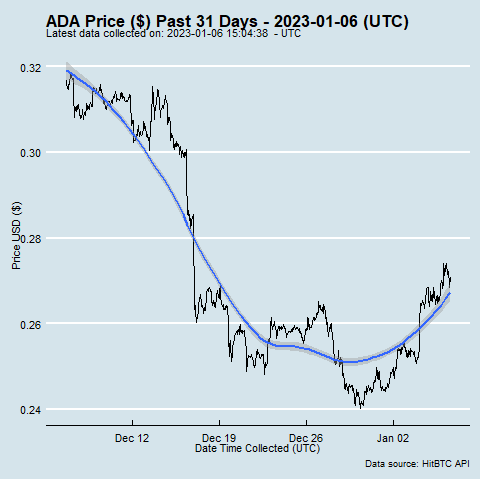 ADA Price ($) Past 31 Days - 2023-01-06 (UTC)
Latest data collected on: 2023-01-06 15:04:38 - UTC
0.32
0.30
0.28
0.26
0.24
Price USD ($)
Dec 12
Dec 19
Dec 26
Jan 02
Date Time Collected (UTC)
Data source: HitBTC API